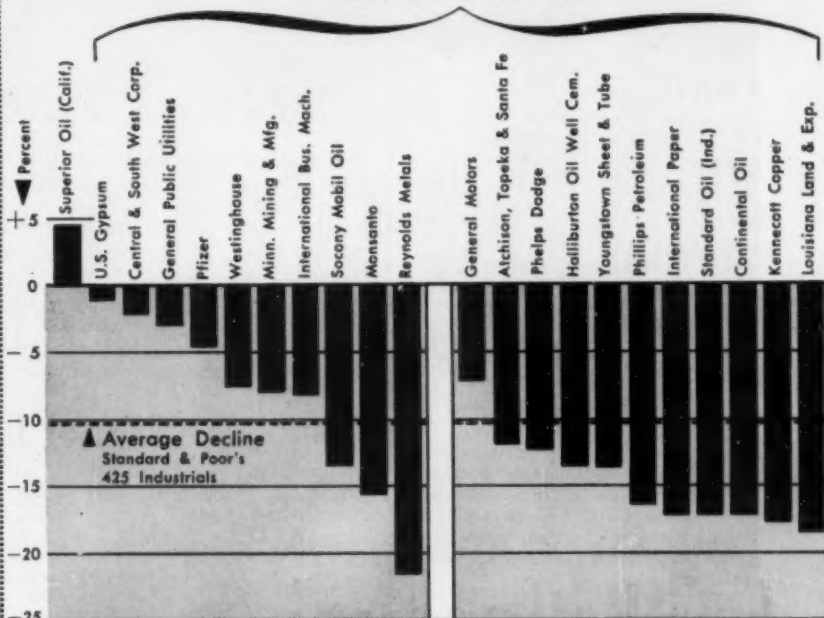 Percent
Superior Oil (Calif.)
U.S. Gypsum
Central & South West Corp.
General Public Utilities
Pfizer
Westinghouse
Minn. Mining & Mfg.
International Bus. Mach.
Socony Mobil Oil
Monsanto
Reynolds Metals
General Motors
Atchison, Topeka & Santa Fe
Phelps Dodge
Halliburton Oil Well Cem.
Youngstown Sheet & Tube
Phillips Petroleum
International Paper
Standard Oil (Ind.)
Continental Oil
Kennecott Copper
Louisiana Land & Exp.
+5
0
-5
-10
Average Decline
Standard & Poor's
425 Industrials
-15
-20
-25